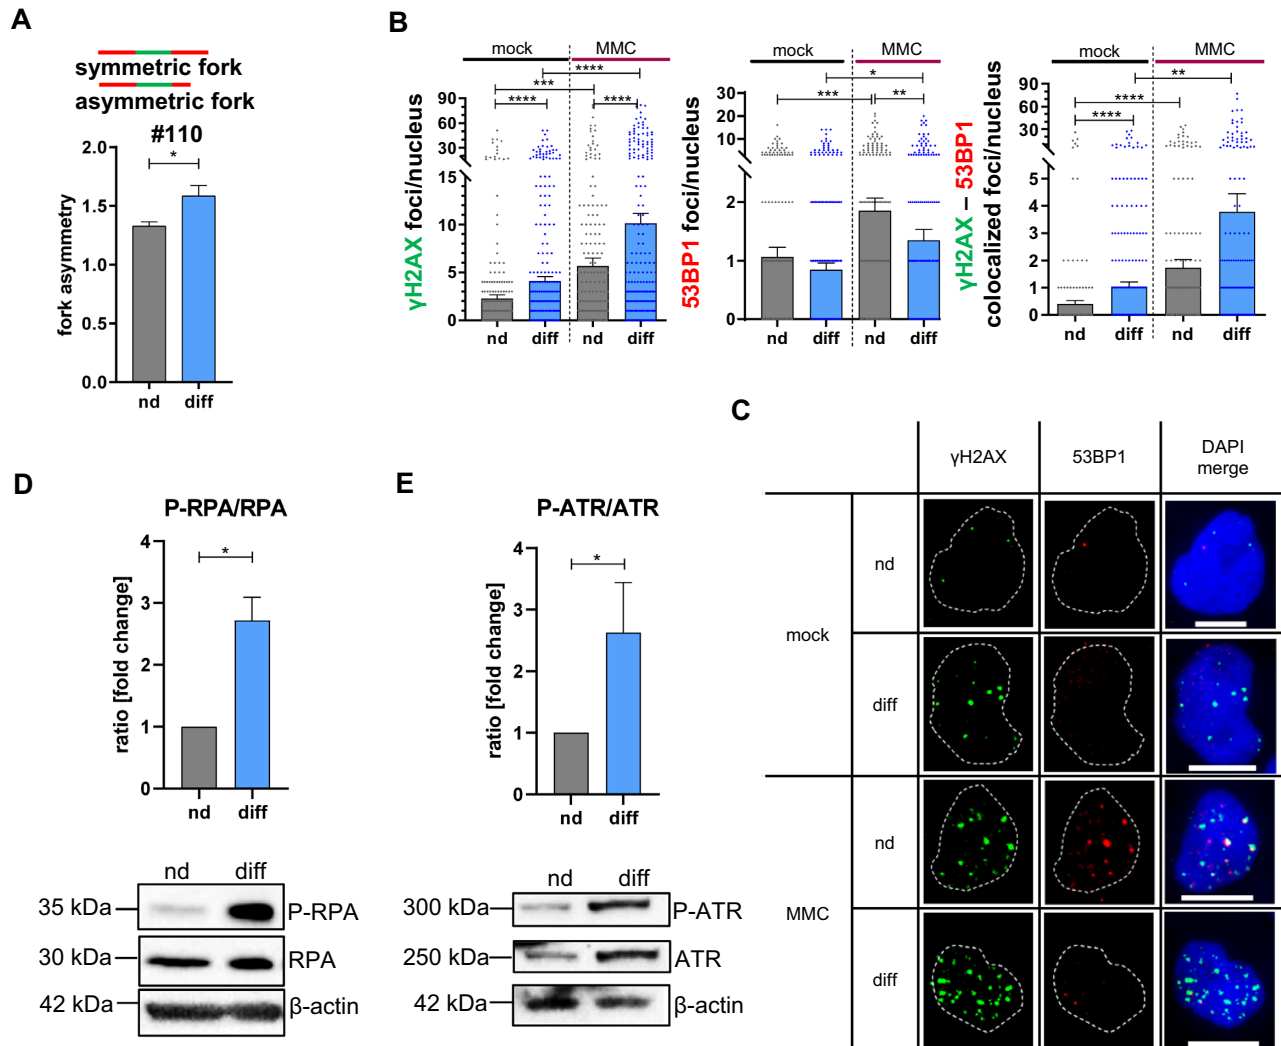 A
symmetric fork
asymmetric fork
#110
fork asymmetry
2.0
1.5
1.0
0.5
0.0
*
nd
diff
B
mock
MMC
γH2AX foci/nucleus
90
70
50
30
15
10
5
0
****
***
****
****
nd diff nd diff
mock
MMC
53BP1 foci/nucleus
30
20
10
2
1
0
*
***
**
nd diff nd diff
mock
MMC
γH2AX – 53BP1
colocalized foci/nucleus
90
60
30
5
4
3
2
1
0
**
****
****
nd diff nd diff
C
γH2AX
53BP1
DAPI
merge
mock
nd
diff
MMC
nd
diff
D
P-RPA/RPA
ratio [fold change]
4
3
2
1
0
*
nd diff
nd diff
35 kDa
P-RPA
30 kDa
RPA
42 kDa
β-actin
E
P-ATR/ATR
ratio [fold change]
4
3
2
1
0
*
nd diff
nd diff
300 kDa
P-ATR
250 kDa
ATR
42 kDa
β-actin